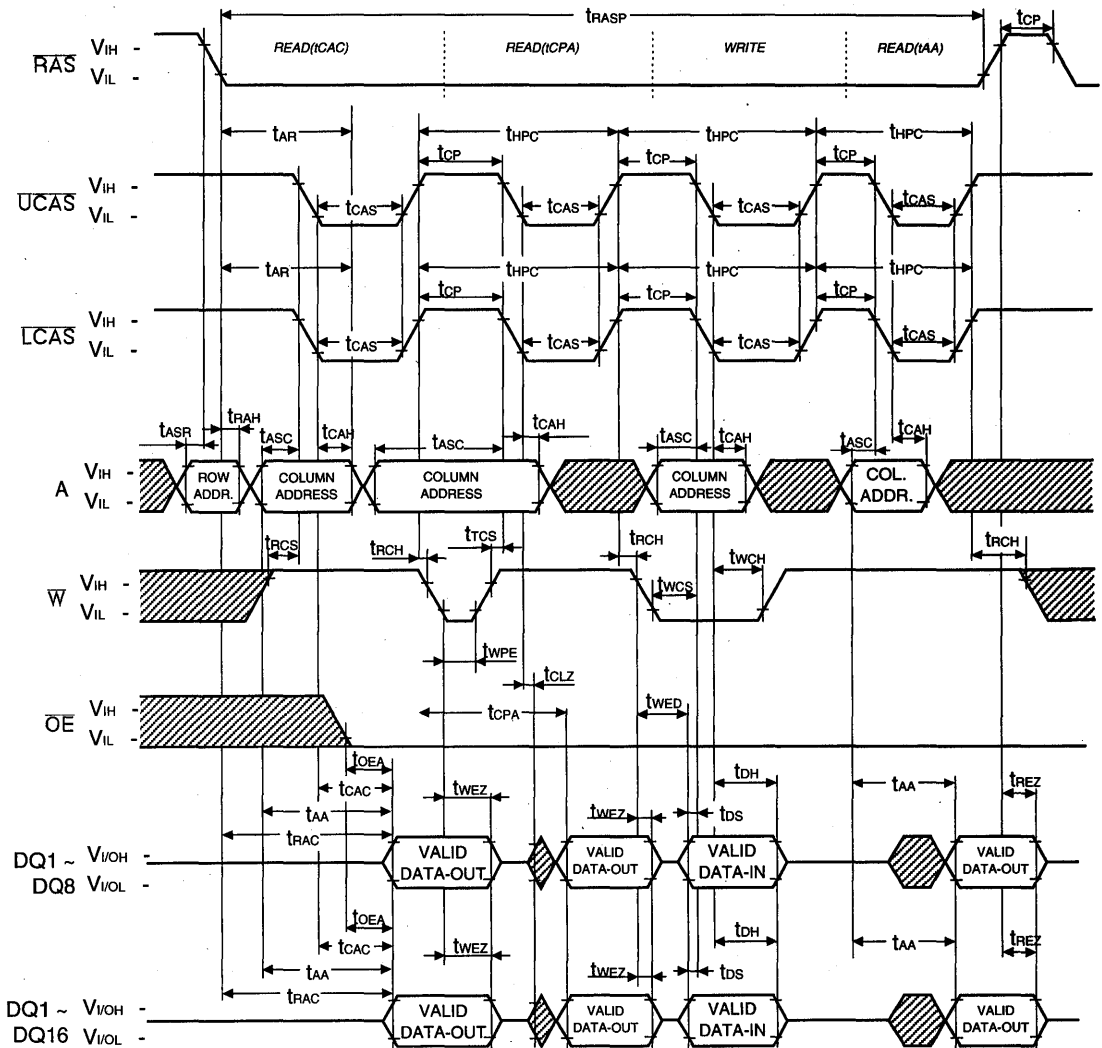 tRASP
tCP
READ(tCAC) READ(tCPA) WRITE READ(tAA)
RAS VIH -
VIL -
tAR tHPC tHPC tHPC
tCP tCP tCP
UCAS VIH -
VIL -
tCAS tCAS tCAS tCAS
tAR tHPC tHPC tHPC
tCP tCP tCP
LCAS VIH -
VIL -
tCAS tCAS tCAS tCAS
tASR tRAH tASC tCAH tASC tCAH tASC tCAH tASC tCAH
A VIH -
VIL -
ROW ADDR.
COLUMN ADDRESS
COLUMN ADDRESS
COLUMN ADDRESS
COL. ADDR.
tRCS tRCH tTCS tRCH tWCH tRCH
W VIH -
VIL -
tWCS
tWPE
tCLZ
OE VIH -
VIL -
tCPA tWED
tOEA
tCAC tWEZ tDH tAA tREZ
tAA tWEZ tDS
tRAC
DQ1 ~ VI/OH -
DQ8 VI/OL -
VALID DATA-OUT
VALID DATA-OUT
VALID DATA-IN
VALID DATA-OUT
tOEA
tCAC tWEZ tDH tAA tREZ
tAA tWEZ tDS
tRAC
DQ1 ~ VI/OH -
DQ16 VI/OL -
VALID DATA-OUT
VALID DATA-OUT
VALID DATA-IN
VALID DATA-OUT